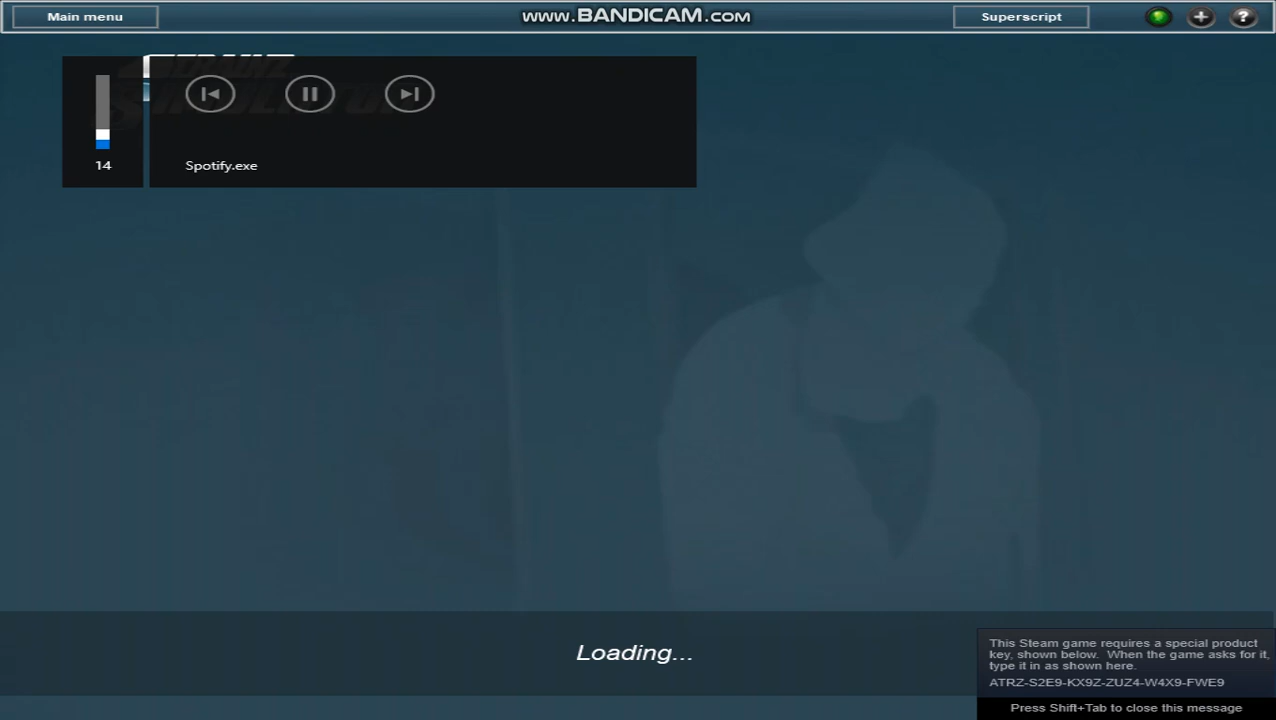 Main menu
www.BANDICAM.com
Superscript
TRAINZ
SIMULATOR
14
Spotify.exe
Loading...
This Steam game requires a special product
key, shown below. When the game asks for it,
type it in as shown here.
ATRZ-S2E9-KX9Z-ZUZ4-W4X9-FWE9
Press Shift+Tab to close this message